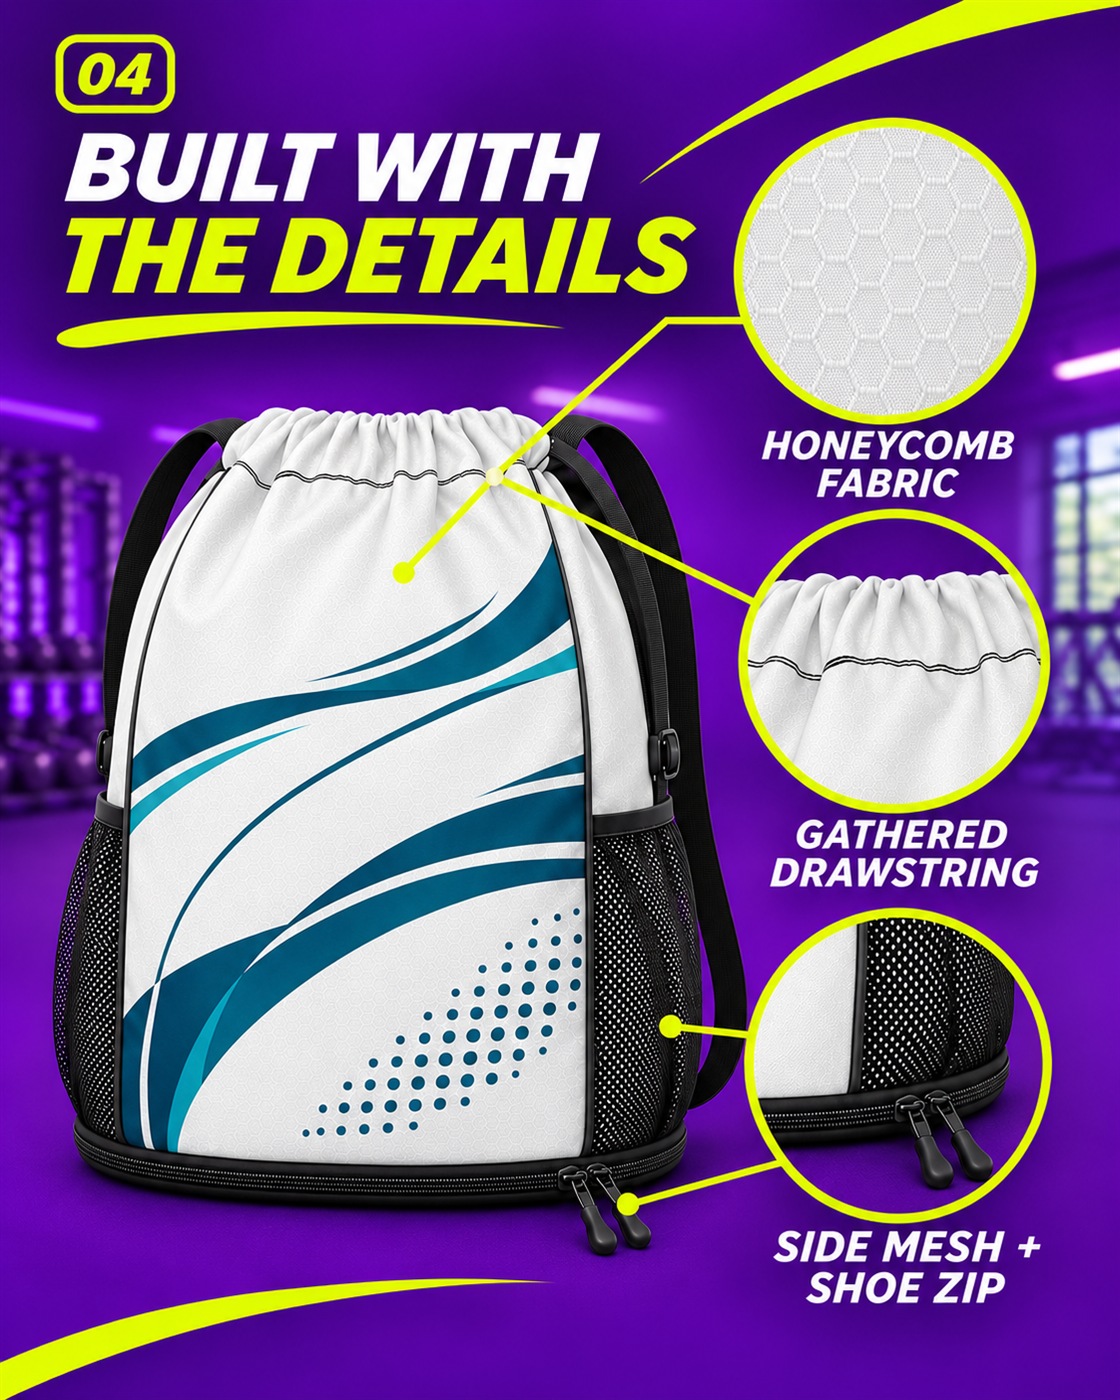 04
BUILT WITH
THE DETAILS
HONEYCOMB
FABRIC
GATHERED
DRAWSTRING
SIDE MESH +
SHOE ZIP